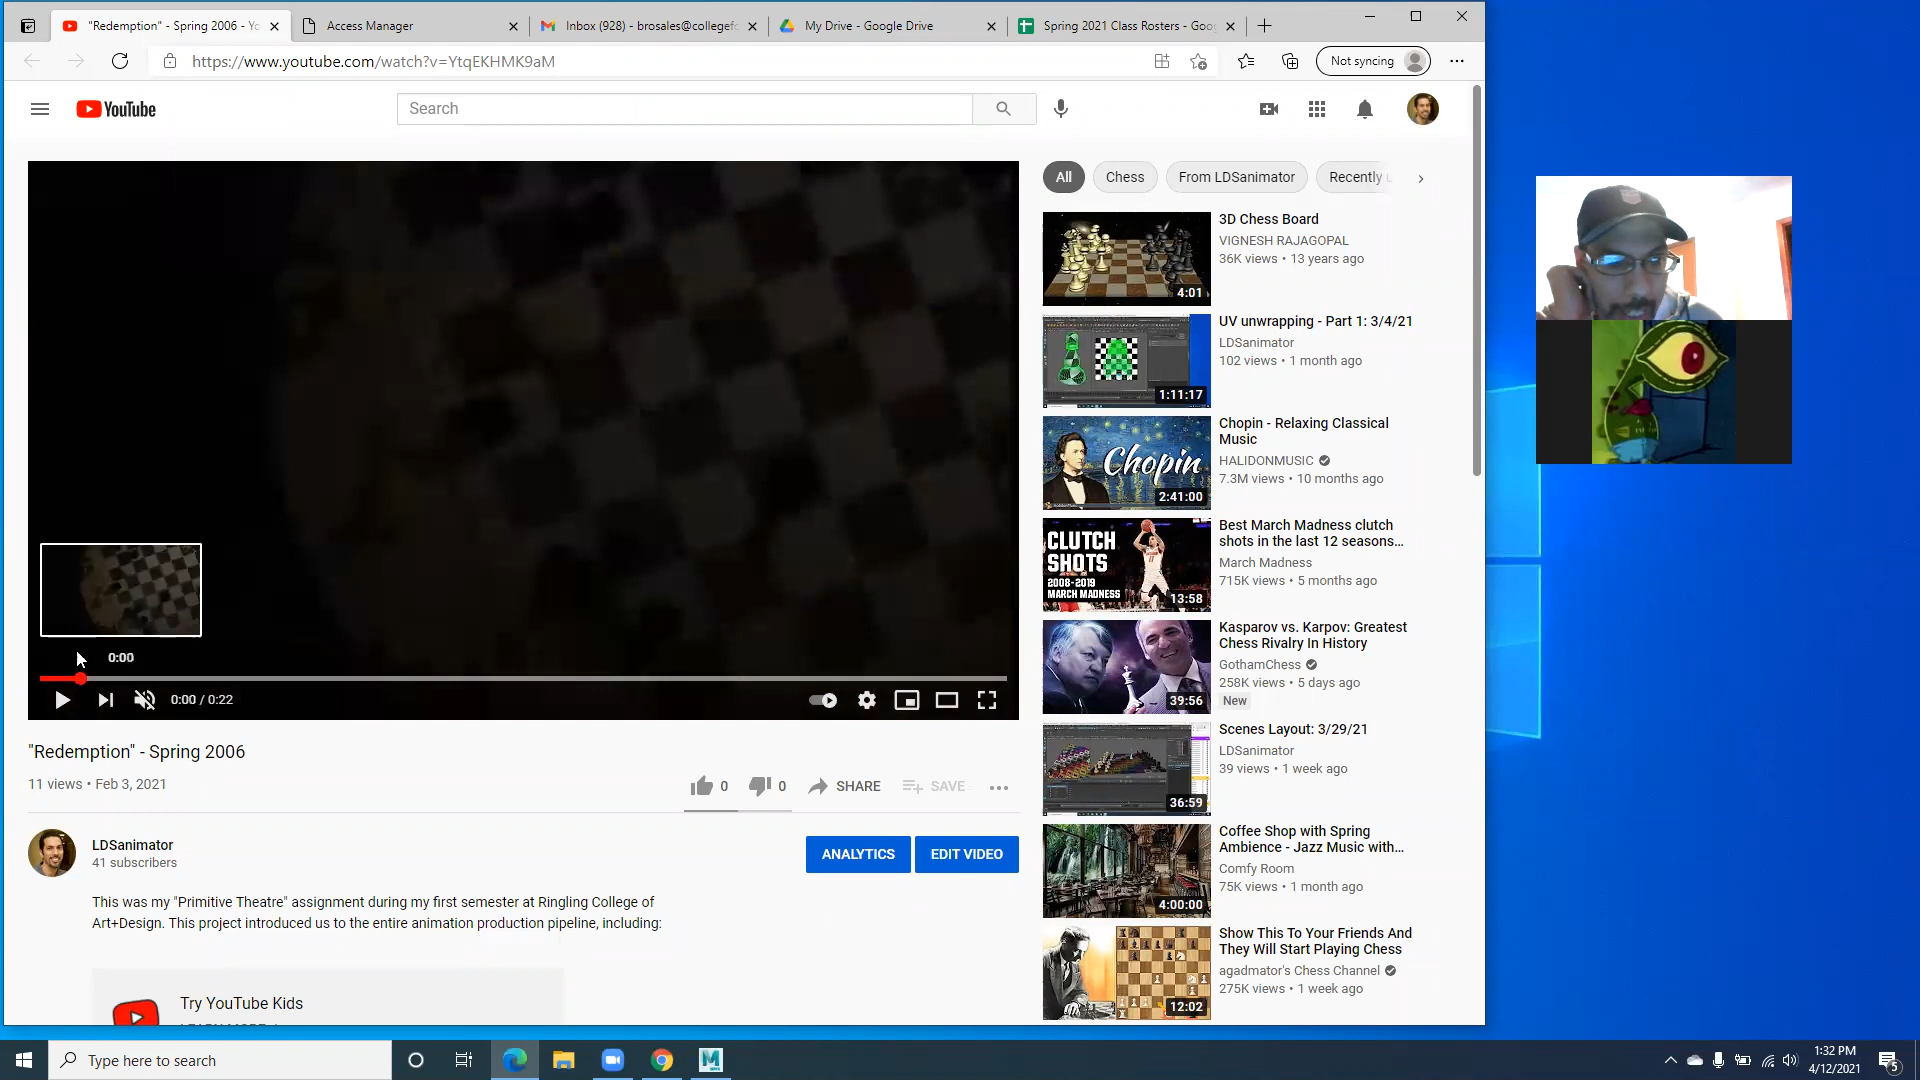 "Redemption" - Spring 2006 - Yo
Access Manager
Inbox (928) - brosales@collegefo
My Drive - Google Drive
Spring 2021 Class Rosters - Goog
https://www.youtube.com/watch?v=YtqEKHMK9aM
Not syncing
YouTube
Search
All
Chess
From LDSanimator
Recently u
3D Chess Board
VIGNESH RAJAGOPAL
36K views • 13 years ago
4:01
UV unwrapping - Part 1: 3/4/21
LDSanimator
102 views • 1 month ago
1:11:17
Chopin - Relaxing Classical
Music
HALIDONMUSIC
7.3M views • 10 months ago
Chopin
2:41:00
Best March Madness clutch
shots in the last 12 seasons...
March Madness
715K views • 5 months ago
CLUTCH
SHOTS
2008-2019
MARCH MADNESS
13:58
Kasparov vs. Karpov: Greatest
Chess Rivalry In History
GothamChess
258K views • 5 days ago
New
39:56
Scenes Layout: 3/29/21
LDSanimator
39 views • 1 week ago
36:59
Coffee Shop with Spring
Ambience - Jazz Music with...
Comfy Room
75K views • 1 month ago
4:00:00
Show This To Your Friends And
They Will Start Playing Chess
agadmator's Chess Channel
275K views • 1 week ago
12:02
0:00
0:00 / 0:22
"Redemption" - Spring 2006
11 views • Feb 3, 2021
0
0
SHARE
SAVE
LDSanimator
41 subscribers
ANALYTICS
EDIT VIDEO
This was my "Primitive Theatre" assignment during my first semester at Ringling College of
Art+Design. This project introduced us to the entire animation production pipeline, including:
Try YouTube Kids
Type here to search
1:32 PM
4/12/2021
5